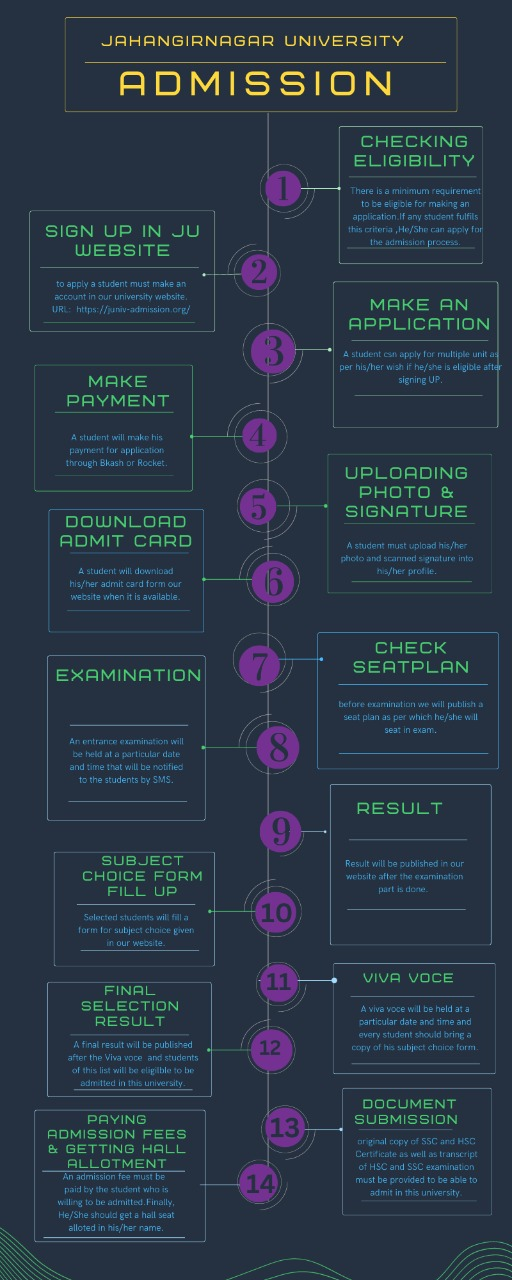 JAHANGIRNAGAR UNIVERSITY
ADMISSION
1
CHECKING
ELIGIBILITY
There is a minimum requirement
to be eligible for making an
application.If any student fulfils
this criteria ,He/She can apply for
the admission process.
2
SIGN UP IN JU
WEBSITE
to apply a student must make an
account in our university website.
URL: https://juniv-admission.org/
3
MAKE AN
APPLICATION
A student csn apply for multiple unit as
per his/her wish if he/she is eligible after
signing UP.
4
MAKE
PAYMENT
A student will make his
payment for application
through Bkash or Rocket.
5
UPLOADING
PHOTO &
SIGNATURE
A student must upload his/her
photo and scanned signature into
his/her profile.
6
DOWNLOAD
ADMIT CARD
A student will download
his/her admit card form our
website when it is available.
7
CHECK
SEATPLAN
before examination we will publish a
seat plan as per which he/she will
seat in exam.
8
EXAMINATION
An entrance examination will
be held at a particular date
and time that will be notified
to the students by SMS.
9
RESULT
Result will be published in our
website after the examination
part is done.
10
SUBJECT
CHOICE FORM
FILL UP
Selected students will fill a
form for subject choice given
in our website.
11
VIVA VOCE
A viva voce will be held at a
particular date and time and
every student should bring a
copy of his subject choice form.
12
FINAL
SELECTION
RESULT
A final result will be published
after the Viva voce and students
of this list will be eligilble to be
admitted in this university.
13
DOCUMENT
SUBMISSION
original copy of SSC and HSC
Certificate as well as transcript
of HSC and SSC examination
must be provided to be able to
admit in this university.
14
PAYING
ADMISSION FEES
& GETTING HALL
ALLOTMENT
An admission fee must be
paid by the student who is
willing to be admitted.Finally,
He/She should get a hall seat
alloted in his/her name.